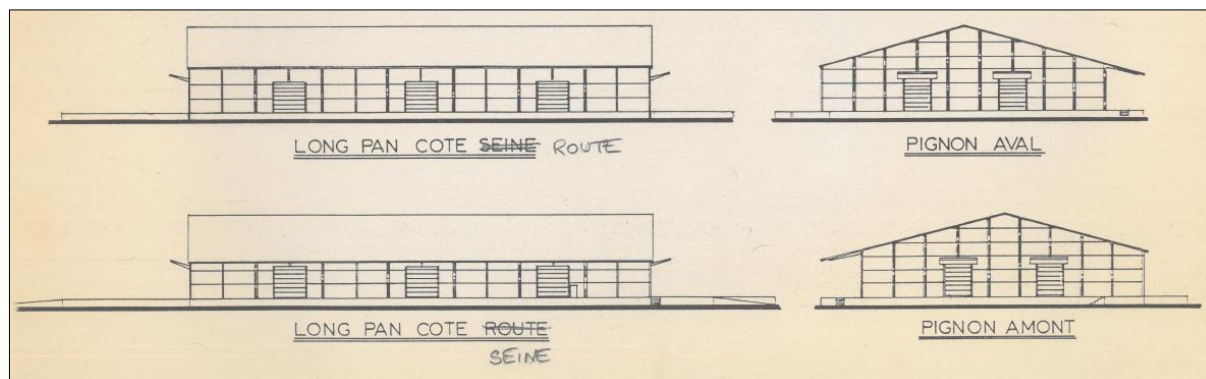 LONG PAN COTE SEINE ROUTE
PIGNON AVAL
LONG PAN COTE ROUTE
SEINE
PIGNON AMONT